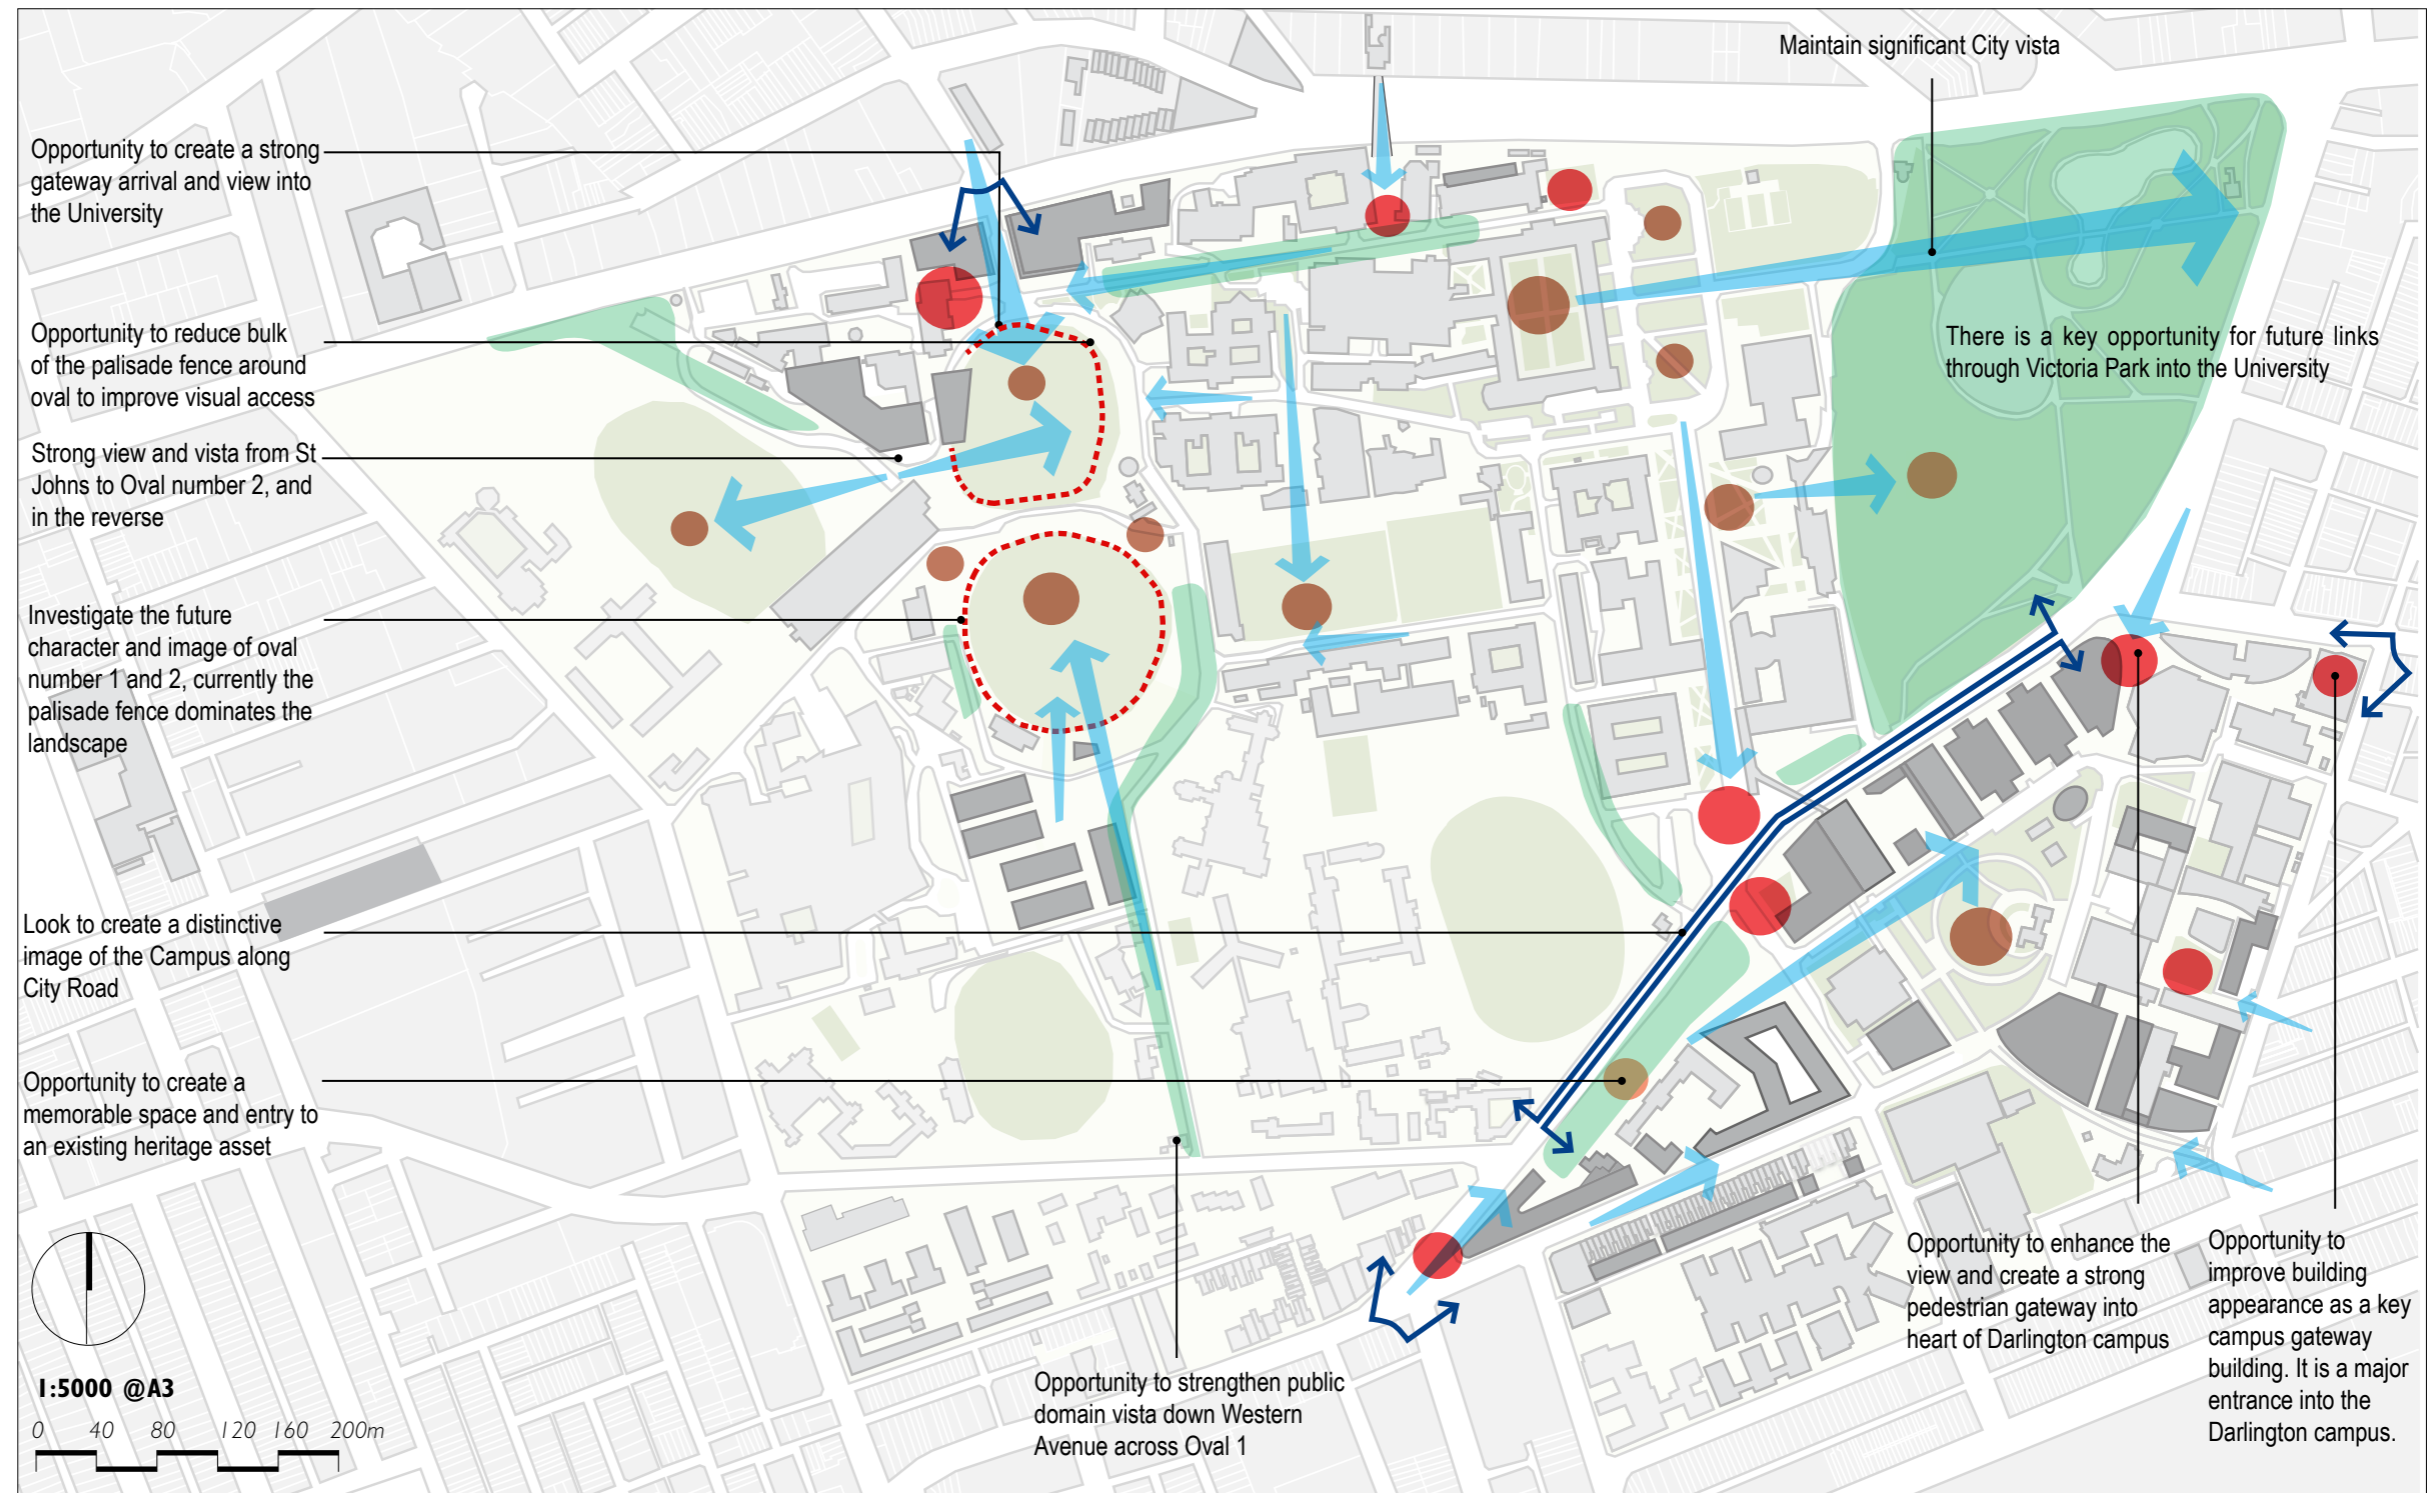 Maintain significant City vista
Opportunity to create a strong
gateway arrival and view into
the University
Opportunity to reduce bulk
of the palisade fence around
oval to improve visual access
There is a key opportunity for future links
through Victoria Park into the University
Strong view and vista from St
Johns to Oval number 2, and
in the reverse
Investigate the future
character and image of oval
number 1 and 2, currently the
palisade fence dominates the
landscape
Look to create a distinctive
image of the Campus along
City Road
Opportunity to create a
memorable space and entry to
an existing heritage asset
Opportunity to enhance the
view and create a strong
pedestrian gateway into
heart of Darlington campus
Opportunity to
improve building
appearance as a key
campus gateway
building. It is a major
entrance into the
Darlington campus.
Opportunity to strengthen public
domain vista down Western
Avenue across Oval 1
1:5000 @A3
0 40 80 120 160 200m